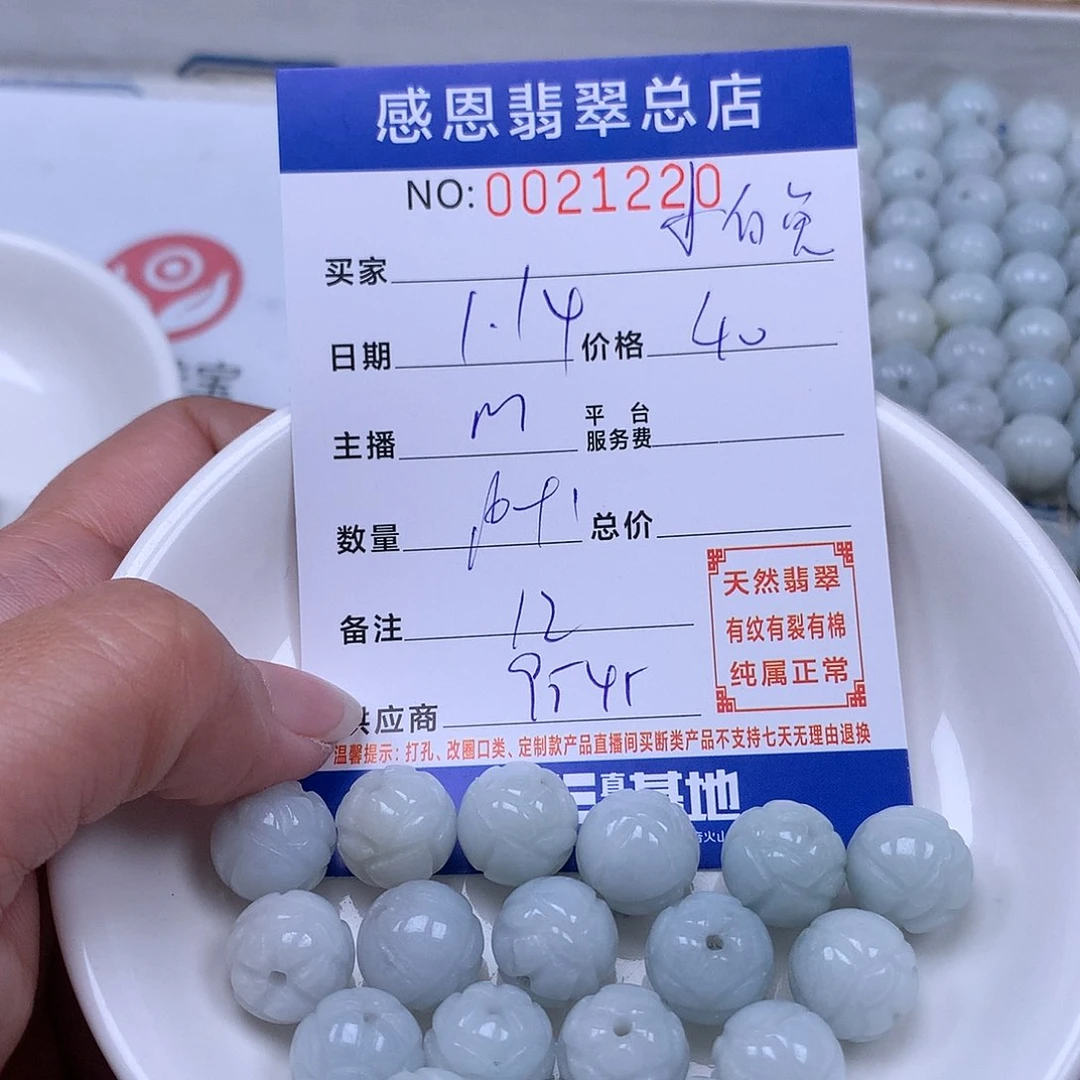 感恩翡翠总店
NO: 0021220
买家 小白兔
日期 1.14 价格 40
主播 M 平台服务费
数量 总价
备注 12
供应商 9545
天然翡翠
有纹有裂有棉
纯属正常
温馨提示：打孔、改圈口类、定制款产品直播间买断类产品不支持七天无理由退换
基地